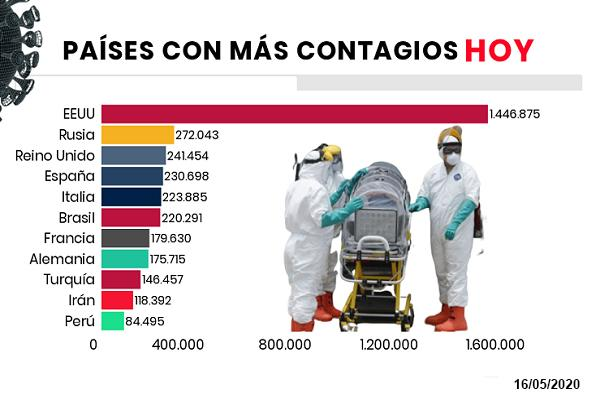 PAÍSES CON MÁS CONTAGIOS HOY
EEUU 1.446.875
Rusia 272.043
Reino Unido 241.454
España 230.698
Italia 223.885
Brasil 220.291
Francia 179.630
Alemania 175.715
Turquía 146.457
Irán 118.392
Perú 84.495
0 400.000 800.000 1.200.000 1.600.000
16/05/2020